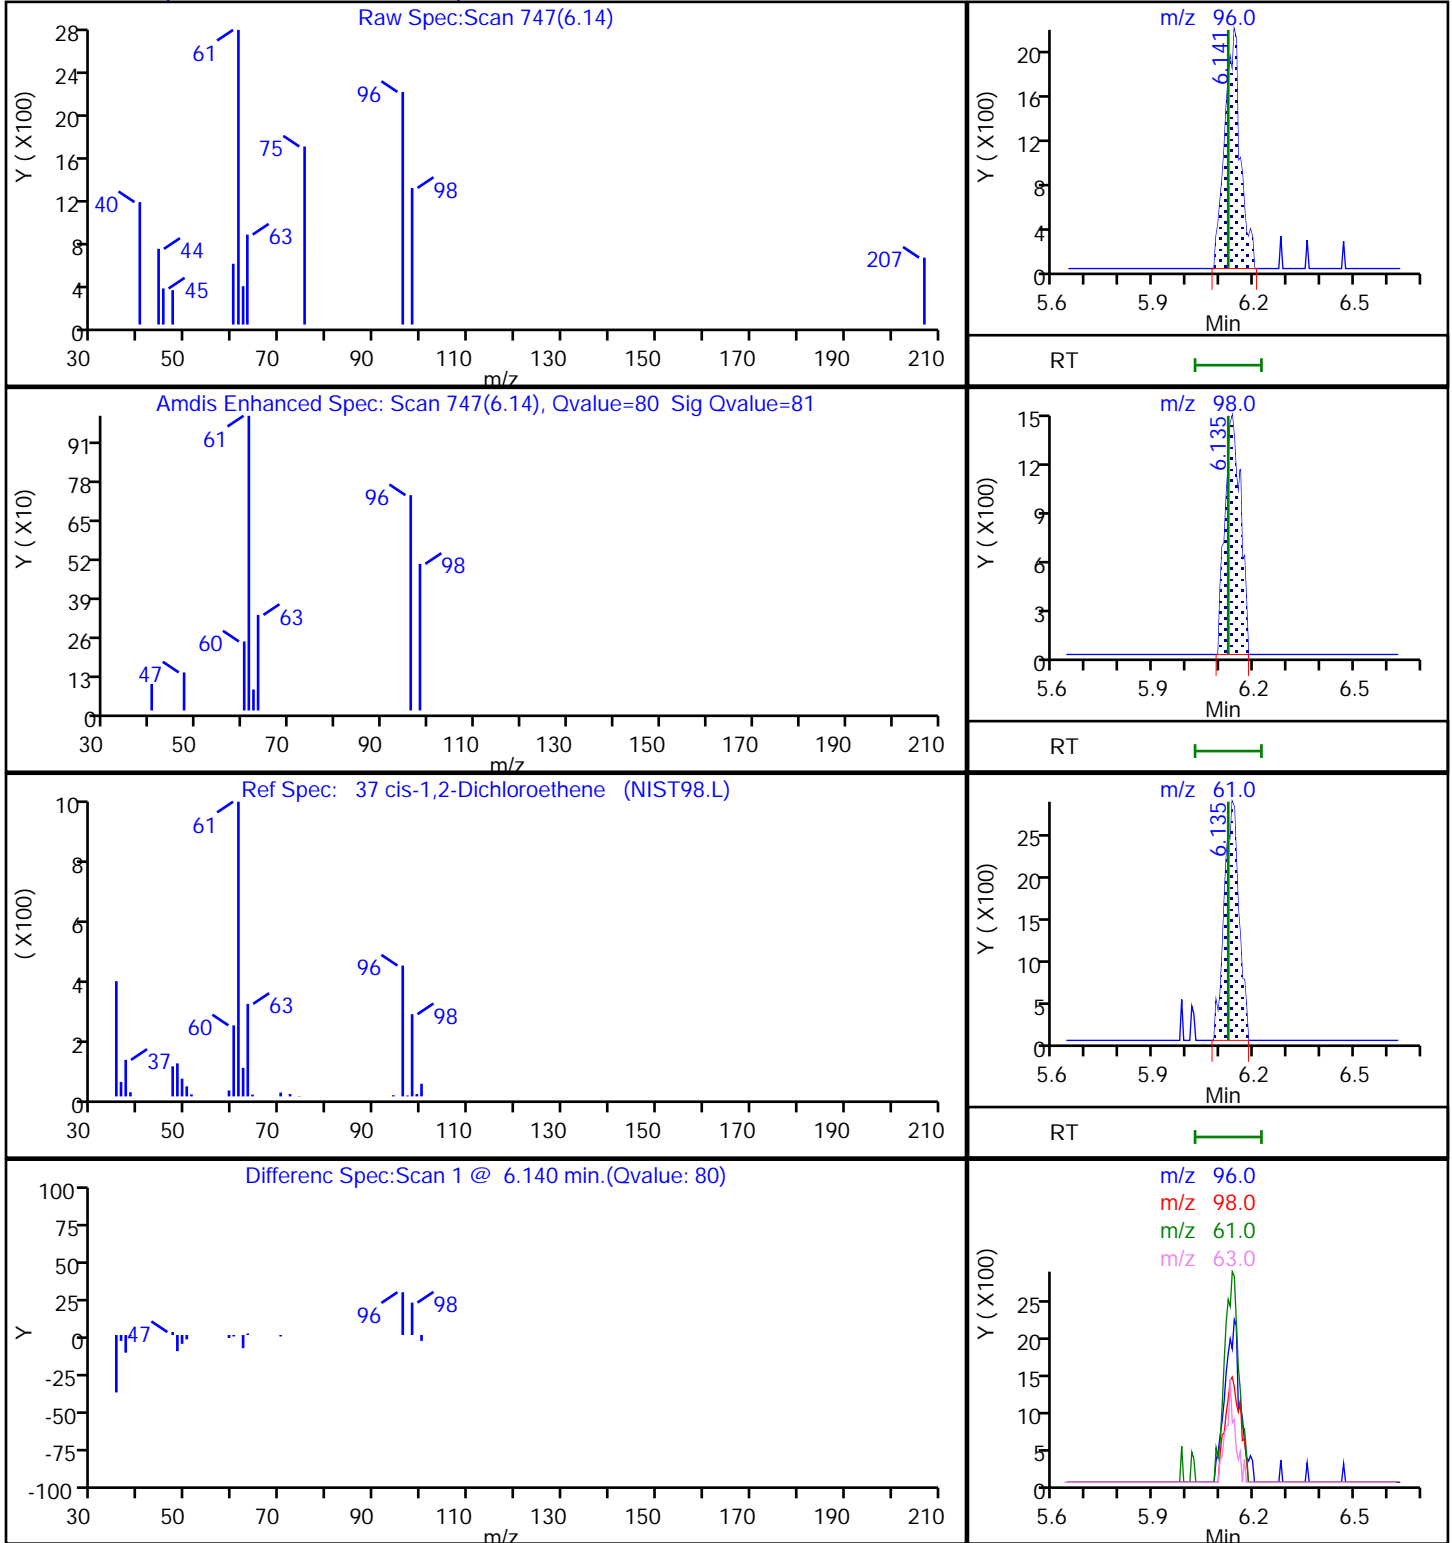 Raw Spec:Scan 747(6.14)
Y ( X100)
28
24
20
16
12
8
4
0
61
96
75
98
40
44
63
45
207
30 50 70 90 110 130 150 170 190 210
m/z
m/z 96.0
Y ( X100)
20
16
12
8
4
0
6.141
5.6 5.9 6.2 6.5
Min
RT
Amdis Enhanced Spec: Scan 747(6.14), Qvalue=80 Sig Qvalue=81
Y ( X10)
91
78
65
52
39
26
13
0
61
96
98
63
60
47
30 50 70 90 110 130 150 170 190 210
m/z
m/z 98.0
Y ( X100)
15
12
9
6
3
0
6.135
5.6 5.9 6.2 6.5
Min
RT
Ref Spec: 37 cis-1,2-Dichloroethene (NIST98.L)
( X100)
10
8
6
4
2
0
61
96
63
98
60
37
30 50 70 90 110 130 150 170 190 210
m/z 61.0
Y ( X100)
25
20
15
10
5
0
6.135
5.6 5.9 6.2 6.5
Min
RT
Differenc Spec:Scan 1 @ 6.140 min.(Qvalue: 80)
Y
100
75
50
25
0
-25
-50
-75
-100
47
96
98
30 50 70 90 110 130 150 170 190 210
m/z
m/z 96.0
m/z 98.0
m/z 61.0
m/z 63.0
Y ( X100)
25
20
15
10
5
0
5.6 5.9 6.2 6.5
Min